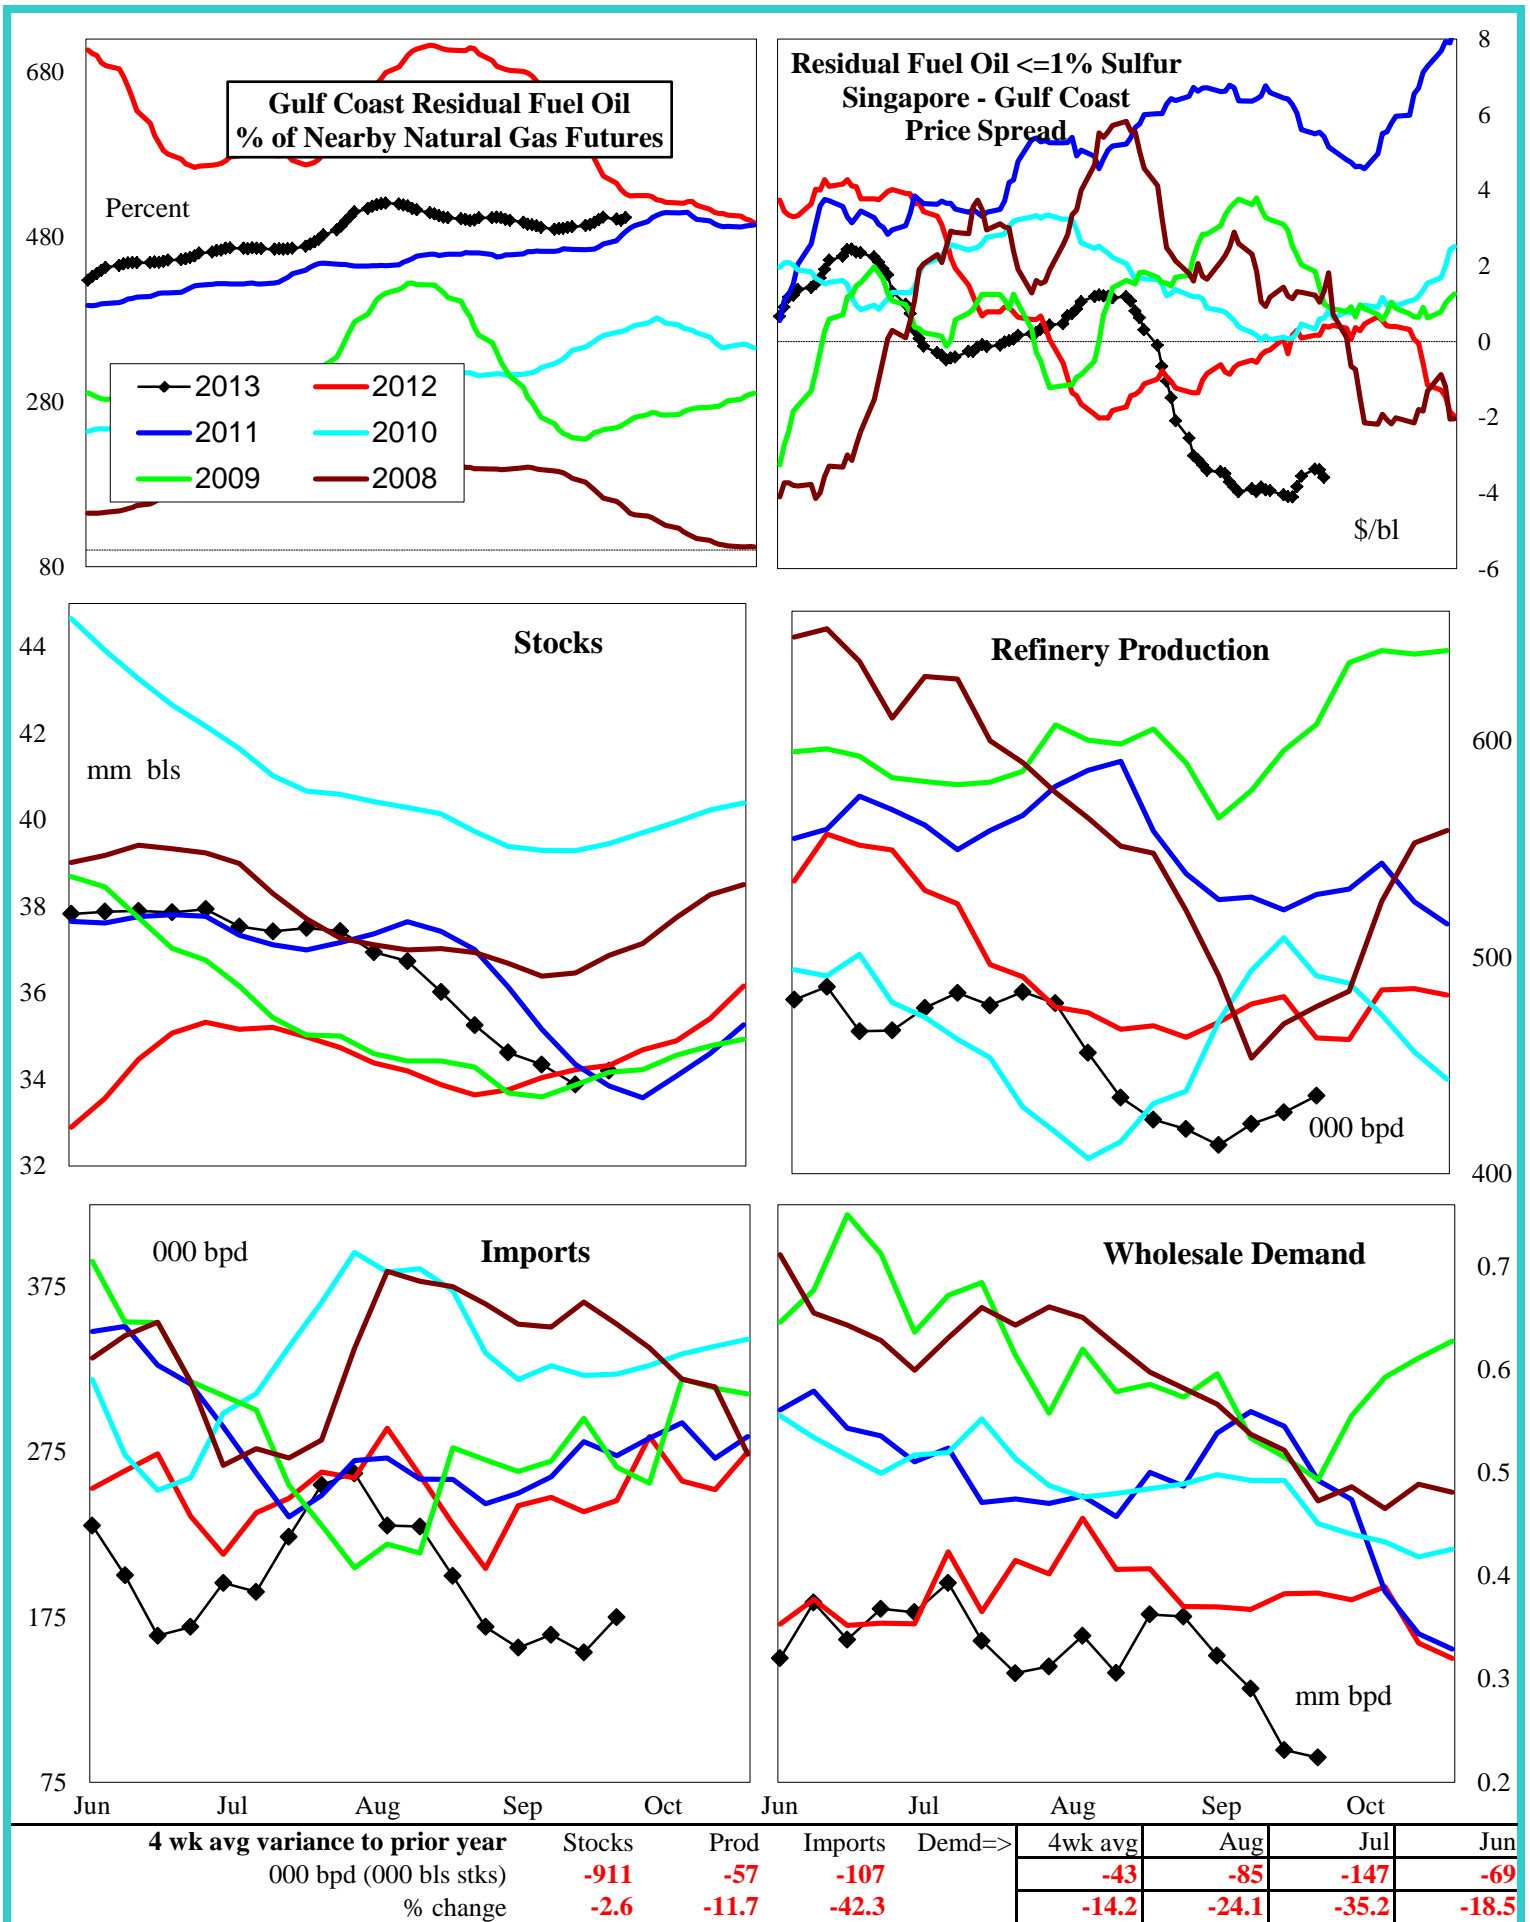 680
480
280
80
Gulf Coast Residual Fuel Oil
% of Nearby Natural Gas Futures
Percent
2013
2012
2011
2010
2009
2008
Residual Fuel Oil <=1% Sulfur
Singapore - Gulf Coast
Price Spread
$/bl
8
6
4
2
0
-2
-4
-6
44
42
40
38
36
34
32
Stocks
mm bls
Refinery Production
000 bpd
600
500
400
000 bpd
Imports
375
275
175
75
Jun Jul Aug Sep Oct
Wholesale Demand
mm bpd
0.7
0.6
0.5
0.4
0.3
0.2
Jun Jul Aug Sep Oct
4 wk avg variance to prior year Stocks Prod Imports Demd=> 4wk avg Aug Jul Jun
000 bpd (000 bls stks) -911 -57 -107 -43 -85 -147 -69
% change -2.6 -11.7 -42.3 -14.2 -24.1 -35.2 -18.5